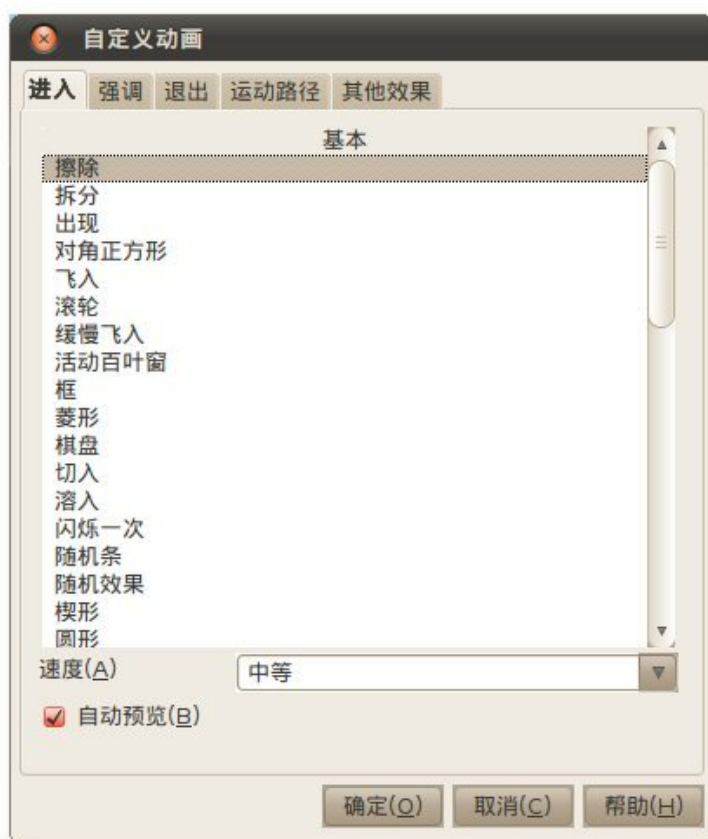 自定义动画
进入 强调 退出 运动路径 其他效果
基本
擦除
拆分
出现
对角正方形
飞入
滚轮
缓慢飞入
活动百叶窗
框
菱形
棋盘
切入
溶入
闪烁一次
随机条
随机效果
楔形
圆形
速度(A) 中等
自动预览(B)
确定(O) 取消(C) 帮助(H)